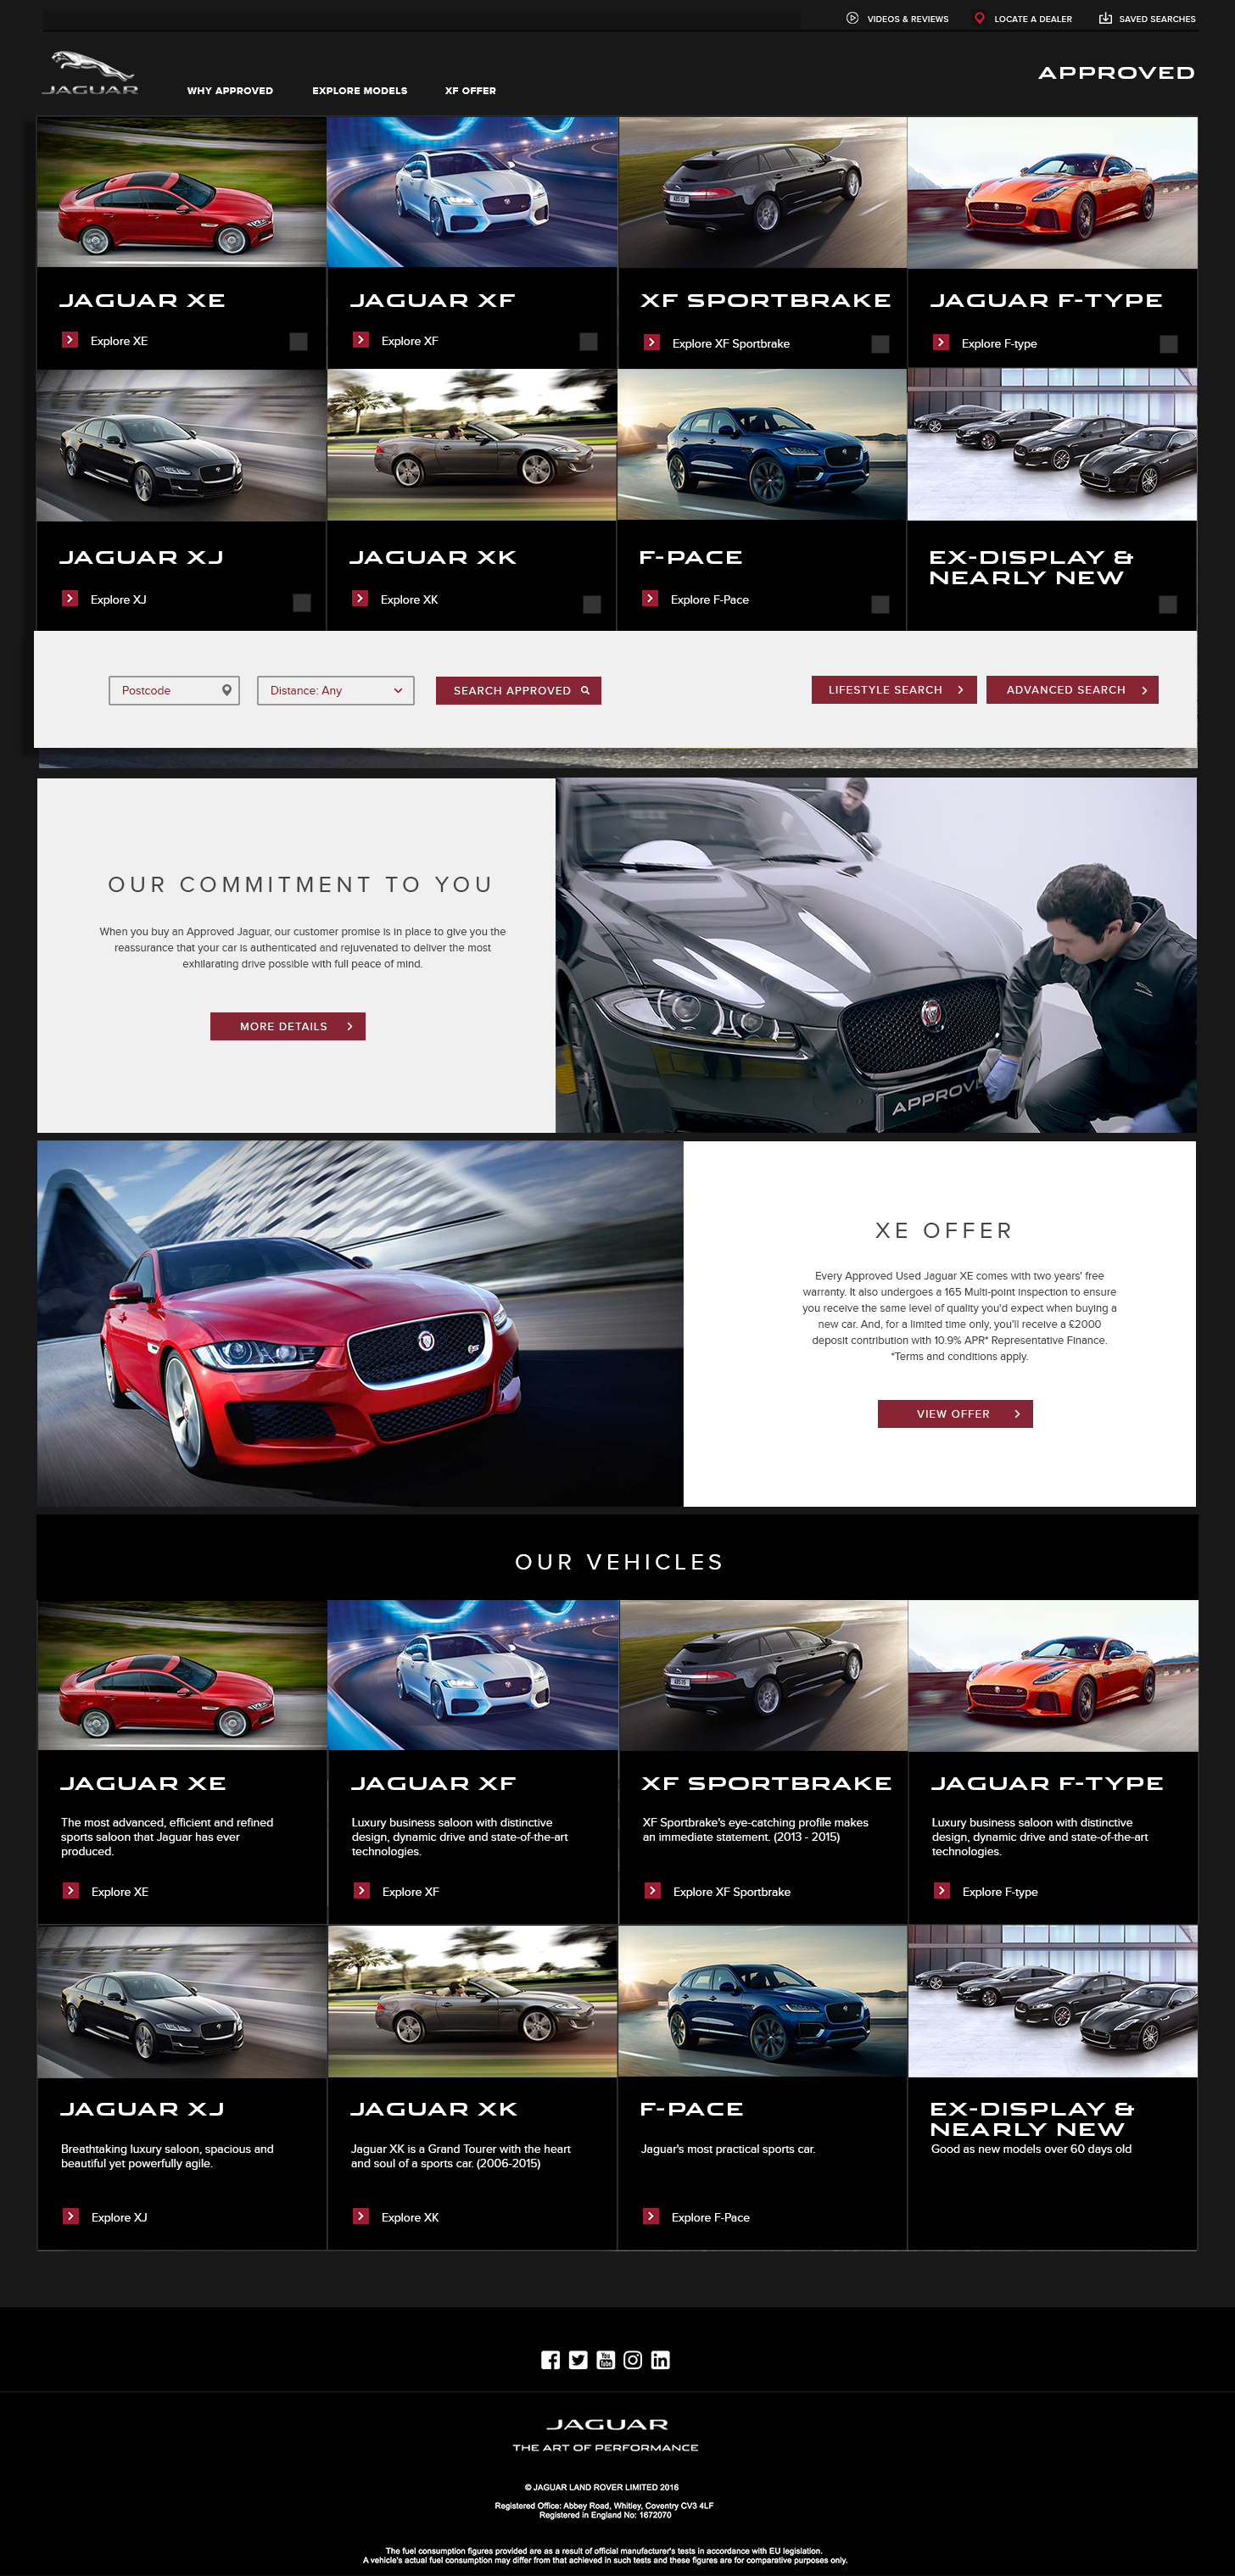 VIDEOS & REVIEWS
LOCATE A DEALER
SAVED SEARCHES
JAGUAR
WHY APPROVED
EXPLORE MODELS
XF OFFER
APPROVED
JAGUAR XE
JAGUAR XF
XF SPORTBRAKE
JAGUAR F-TYPE
Explore XE
Explore XF
Explore XF Sportbrake
Explore F-type
JAGUAR XJ
JAGUAR XK
F-PACE
EX-DISPLAY &
NEARLY NEW
Explore XJ
Explore XK
Explore F-Pace
Postcode
Distance: Any
SEARCH APPROVED
LIFESTYLE SEARCH
ADVANCED SEARCH
OUR COMMITMENT TO YOU
When you buy an Approved Jaguar, our customer promise is in place to give you the
reassurance that your car is authenticated and rejuvenated to deliver the most
exhilarating drive possible with full peace of mind.
MORE DETAILS
APPROVE
XE OFFER
Every Approved Used Jaguar XE comes with two years' free
warranty. It also undergoes a 165 Multi-point inspection to ensure
you receive the same level of quality you'd expect when buying a
new car. And, for a limited time only, you'll receive a £2000
deposit contribution with 10.9% APR* Representative Finance.
*Terms and conditions apply.
VIEW OFFER
OUR VEHICLES
JAGUAR XE
JAGUAR XF
XF SPORTBRAKE
JAGUAR F-TYPE
The most advanced, efficient and refined
sports saloon that Jaguar has ever
produced.
Luxury business saloon with distinctive
design, dynamic drive and state-of-the-art
technologies.
XF Sportbrake's eye-catching profile makes
an immediate statement. (2013 - 2015)
Luxury business saloon with distinctive
design, dynamic drive and state-of-the-art
technologies.
Explore XE
Explore XF
Explore XF Sportbrake
Explore F-type
JAGUAR XJ
JAGUAR XK
F-PACE
EX-DISPLAY &
NEARLY NEW
Breathtaking luxury saloon, spacious and
beautiful yet powerfully agile.
Jaguar XK is a Grand Tourer with the heart
and soul of a sports car. (2006-2015)
Jaguar's most practical sports car.
Good as new models over 60 days old
Explore XJ
Explore XK
Explore F-Pace
You
Tube
JAGUAR
THE ART OF PERFORMANCE
© JAGUAR LAND ROVER LIMITED 2016
Registered Office: Abbey Road, Whitley, Coventry CV3 4LF
Registered in England No: 1672070
The fuel consumption figures provided are as a result of official manufacturer's tests in accordance with EU legislation.
A vehicle's actual fuel consumption may differ from that achieved in such tests and these figures are for comparative purposes only.